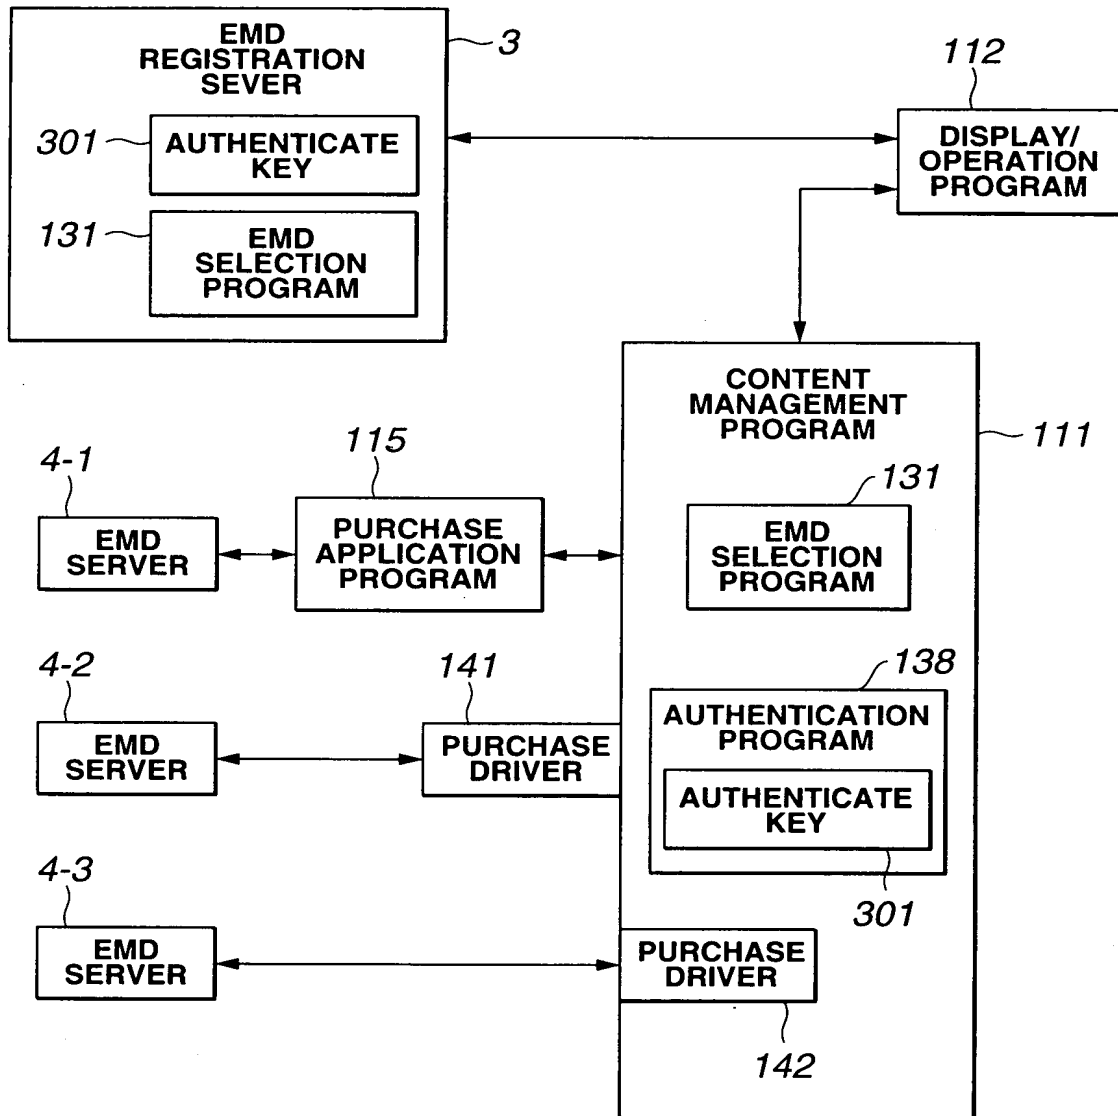 EMD
REGISTRATION
SEVER
3
301
AUTHENTICATE
KEY
131
EMD
SELECTION
PROGRAM
112
DISPLAY/
OPERATION
PROGRAM
CONTENT
MANAGEMENT
PROGRAM
111
4-1
EMD
SERVER
115
PURCHASE
APPLICATION
PROGRAM
131
EMD
SELECTION
PROGRAM
4-2
EMD
SERVER
141
PURCHASE
DRIVER
138
AUTHENTICATION
PROGRAM
AUTHENTICATE
KEY
301
4-3
EMD
SERVER
PURCHASE
DRIVER
142